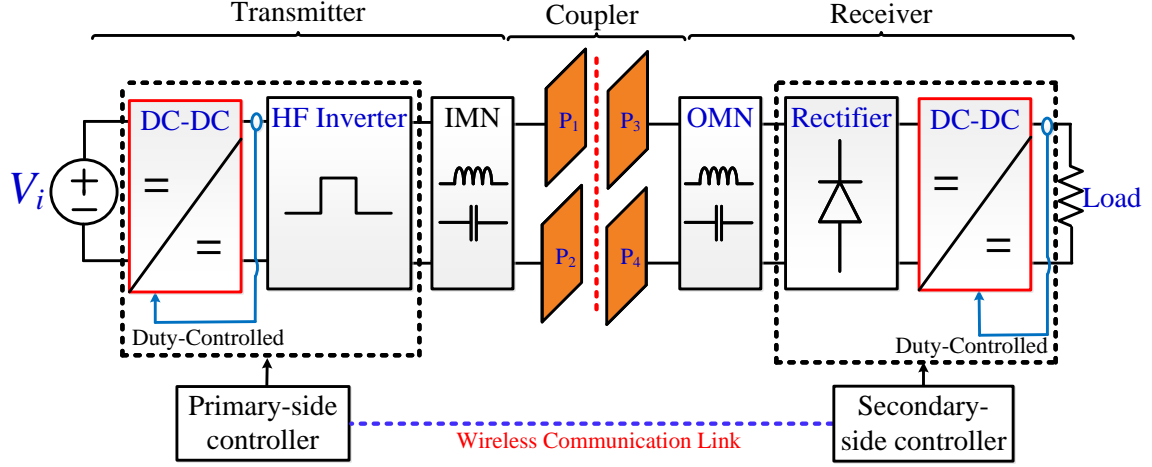 Transmitter
Coupler
Receiver
DC-DC
HF Inverter
IMN
P1
P3
OMN
Rectifier
DC-DC
Vi
Load
P2
P4
Duty-Controlled
Duty-Controlled
Primary-side
controller
Wireless Communication Link
Secondary-
side controller